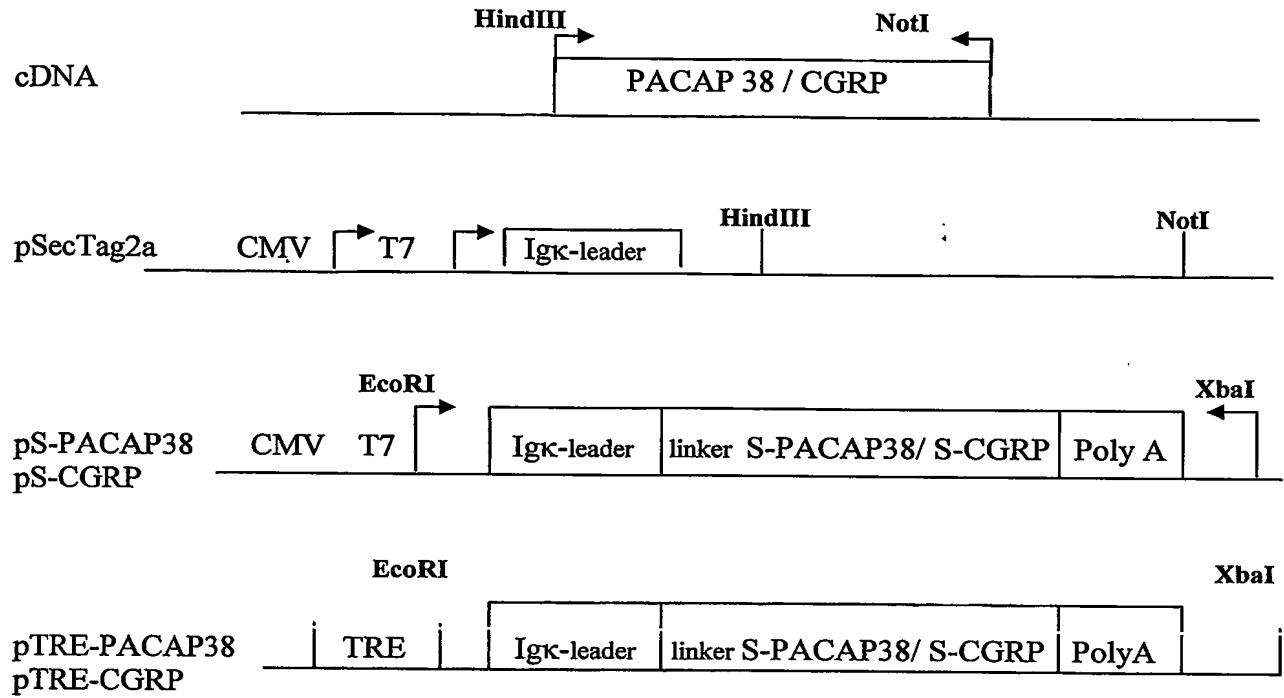 HindIII NotI
cDNA PACAP 38 / CGRP
HindIII NotI
pSecTag2a CMV T7 Igκ-leader
EcoRI XbaI
pS-PACAP38 CMV T7 Igκ-leader linker S-PACAP38/ S-CGRP Poly A
pS-CGRP
EcoRI XbaI
pTRE-PACAP38 TRE Igκ-leader linker S-PACAP38/ S-CGRP PolyA
pTRE-CGRP